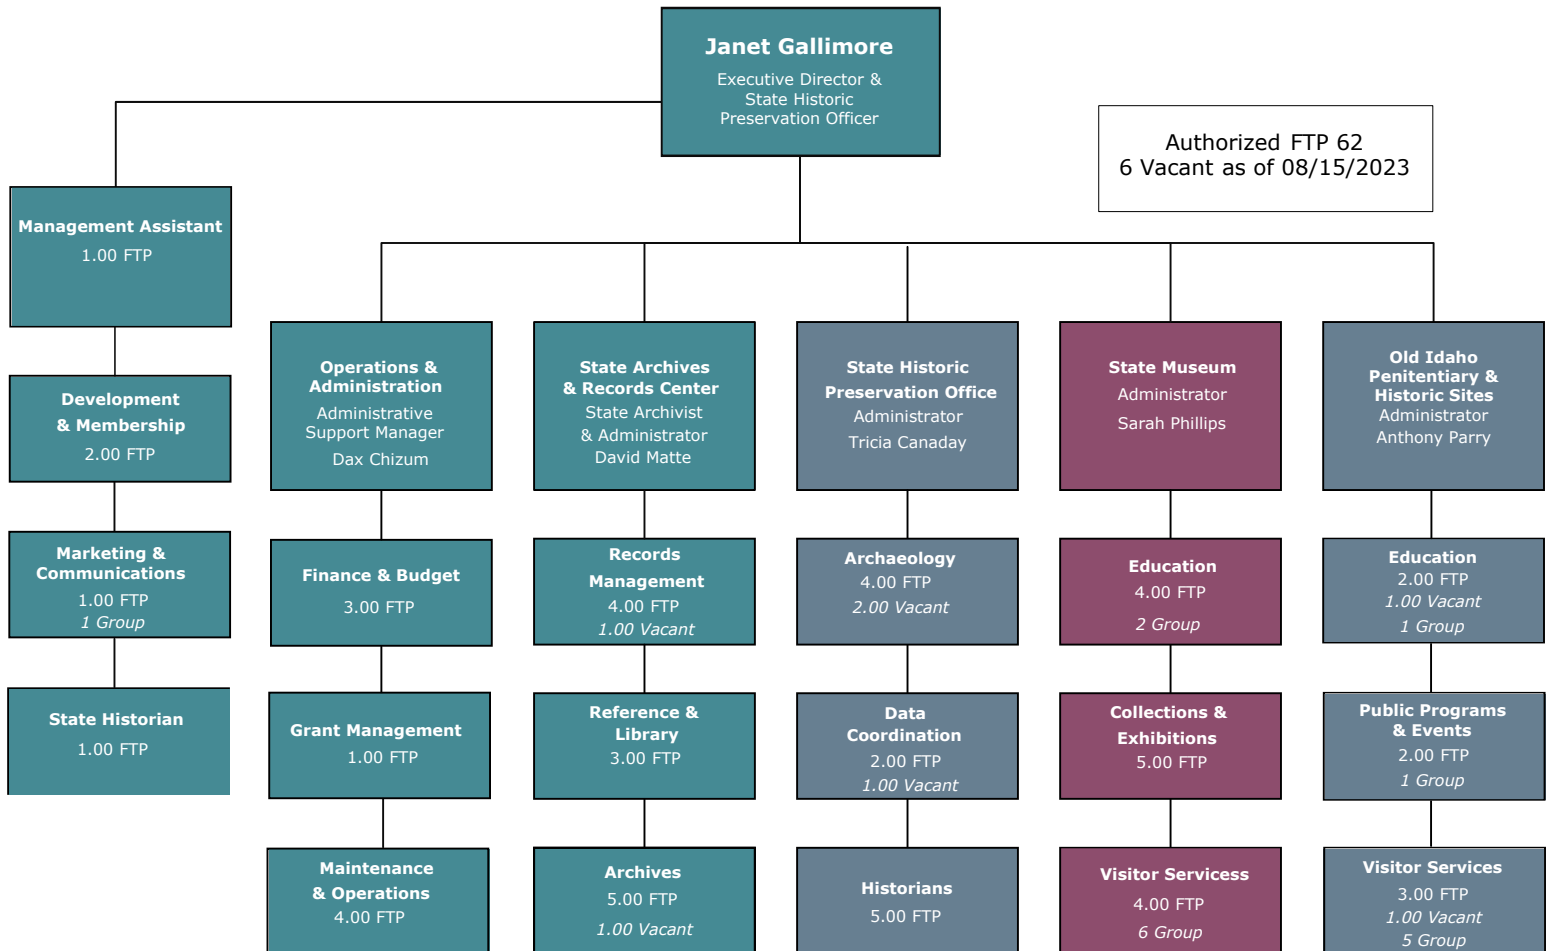 Janet Gallimore
Executive Director &
State Historic
Preservation Officer
Authorized FTP 62
6 Vacant as of 08/15/2023
Management Assistant
1.00 FTP
Development
& Membership
2.00 FTP
Marketing &
Communications
1.00 FTP
1 Group
State Historian
1.00 FTP
Operations &
Administration
Administrative
Support Manager
Dax Chizum
Finance & Budget
3.00 FTP
Grant Management
1.00 FTP
Maintenance
& Operations
4.00 FTP
State Archives
& Records Center
State Archivist
& Administrator
David Matte
Records
Management
4.00 FTP
1.00 Vacant
Reference &
Library
3.00 FTP
Archives
5.00 FTP
1.00 Vacant
State Historic
Preservation Office
Administrator
Tricia Canaday
Archaeology
4.00 FTP
2.00 Vacant
Data
Coordination
2.00 FTP
1.00 Vacant
Historians
5.00 FTP
State Museum
Administrator
Sarah Phillips
Education
4.00 FTP
2 Group
Collections &
Exhibitions
5.00 FTP
Visitor Servicess
4.00 FTP
6 Group
Old Idaho
Penitentiary &
Historic Sites
Administrator
Anthony Parry
Education
2.00 FTP
1.00 Vacant
1 Group
Public Programs
& Events
2.00 FTP
1 Group
Visitor Services
3.00 FTP
1.00 Vacant
5 Group